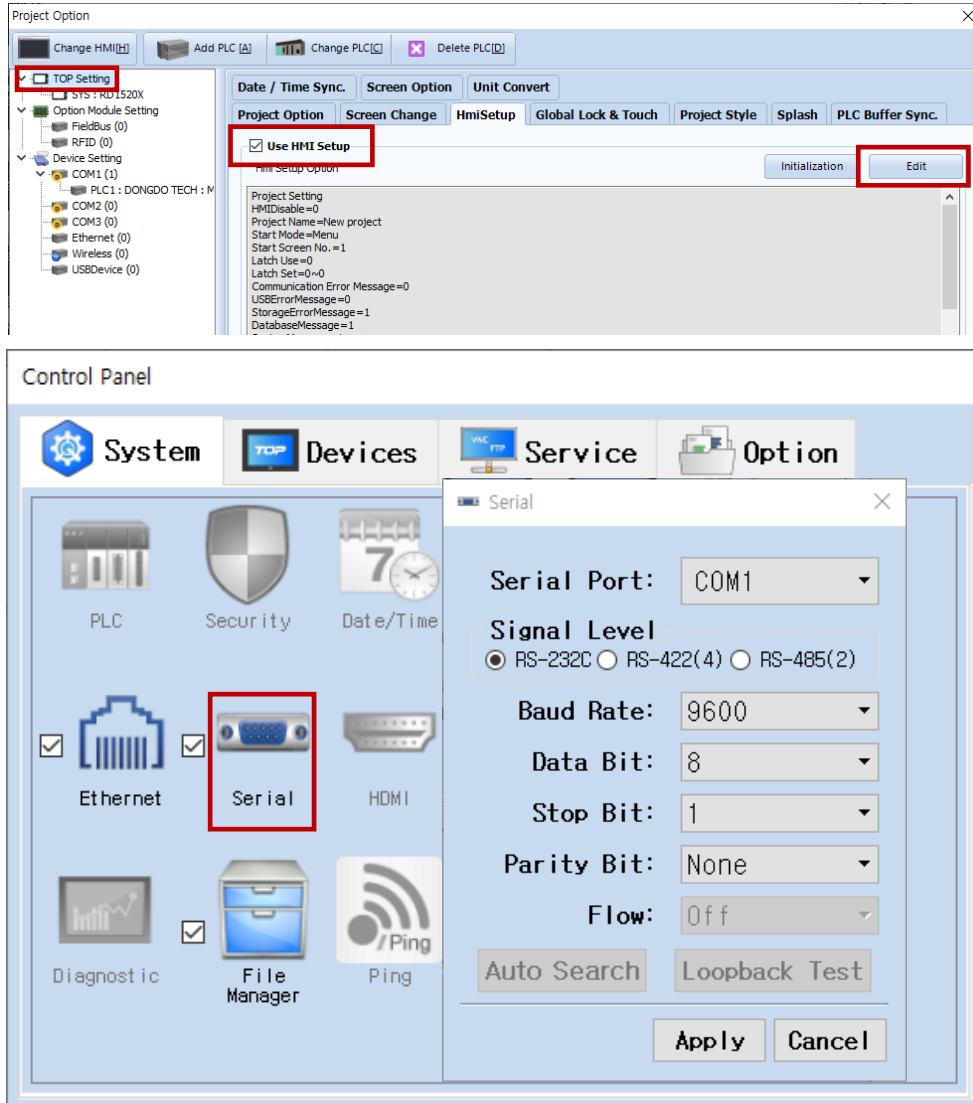 Project Option
Change HMI[H]
Add PLC [A]
Change PLC[C]
Delete PLC[D]
TOP Setting
SYS : RD1520X
Option Module Setting
FieldBus (0)
RFID (0)
Device Setting
COM1 (1)
PLC1 : DONGDO TECH : M
COM2 (0)
COM3 (0)
Ethernet (0)
Wireless (0)
USBDevice (0)
Date / Time Sync.
Screen Option
Unit Convert
Project Option
Screen Change
HmiSetup
Global Lock & Touch
Project Style
Splash
PLC Buffer Sync.
Use HMI Setup
Hmi Setup Option
Initialization
Edit
Project Setting
HMIDisable=0
Project Name=New project
Start Mode=Menu
Start Screen No.=1
Latch Use=0
Latch Set=0~0
Communication Error Message=0
USBErrorMessage=0
StorageErrorMessage=1
DatabaseMessage=1
Control Panel
System
TOP
Devices
VNC
FTP
Service
Option
PLC
Security
7
Date/Time
Ethernet
Serial
HDMI
Diagnostic
File
Manager
/Ping
Ping
Serial
Serial Port: COM1
Signal Level
RS-232C RS-422(4) RS-485(2)
Baud Rate: 9600
Data Bit: 8
Stop Bit: 1
Parity Bit: None
Flow: Off
Auto Search
Loopback Test
Apply
Cancel